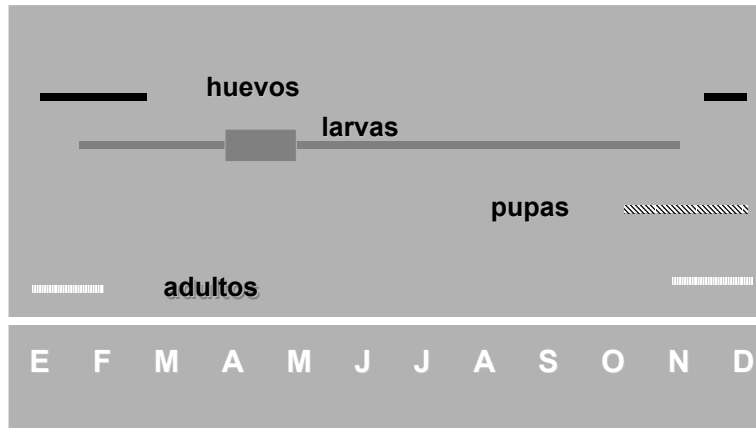 huevos
larvas
pupas
adultos
E F M A M J J A S O N D